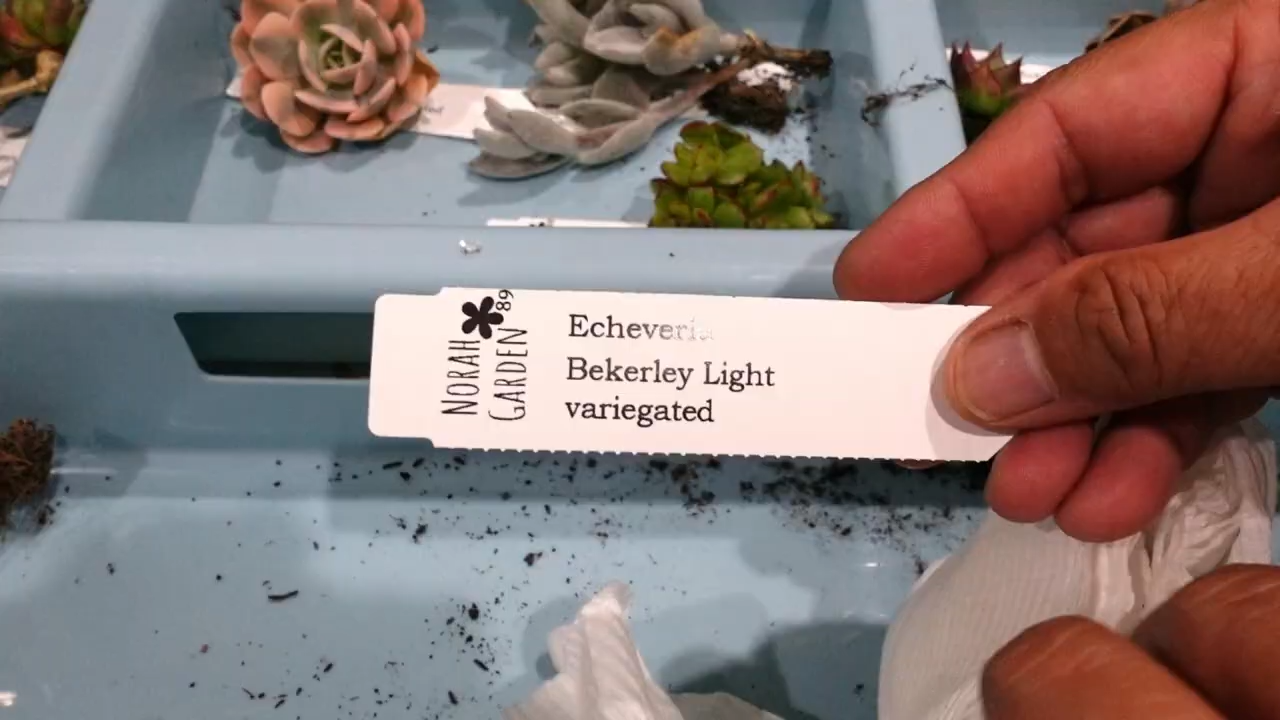 NORAH
GARDEN 89
Echeveria
Bekerley Light
variegated